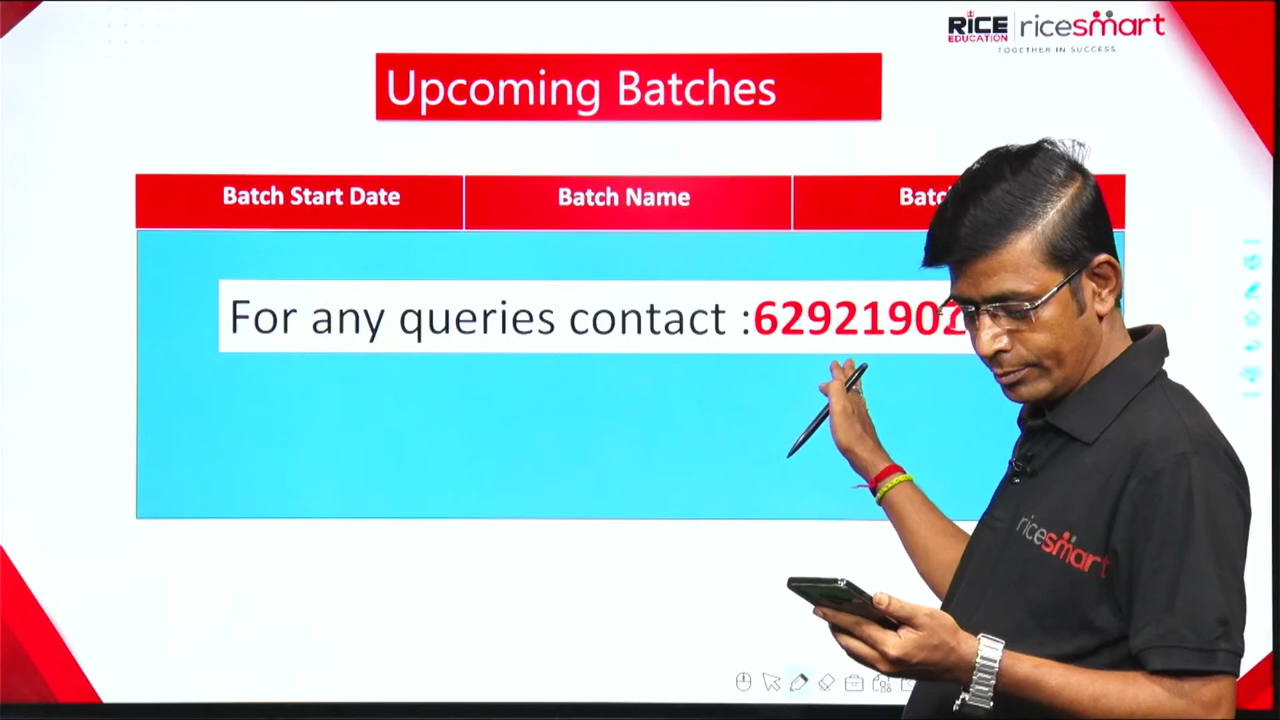 RICE
EDUCATION
ricesmart
TOGETHER IN SUCCESS
Upcoming Batches
Batch Start Date
Batch Name
For any queries contact :
ricesmart